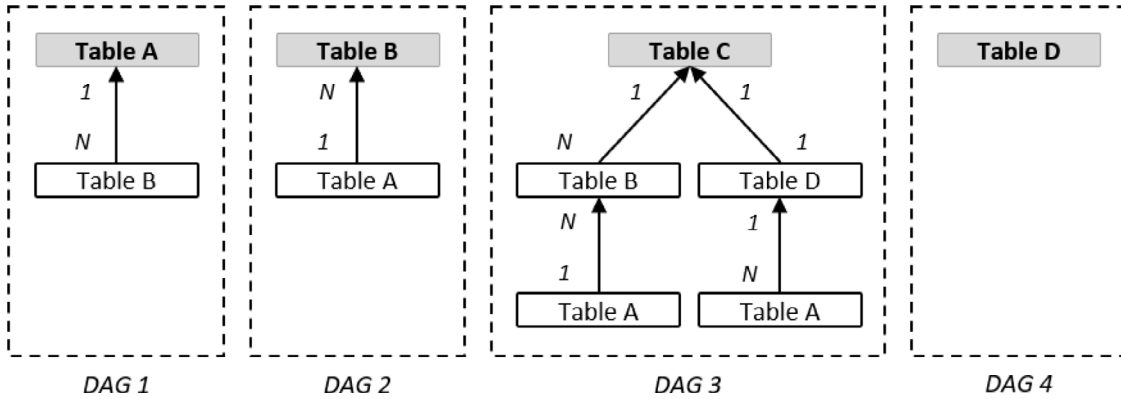 Table A
1
N
Table B
DAG 1
Table B
N
1
Table A
DAG 2
Table C
1 1
N 1
Table B Table D
N 1
1 N
Table A Table A
DAG 3
Table D
DAG 4